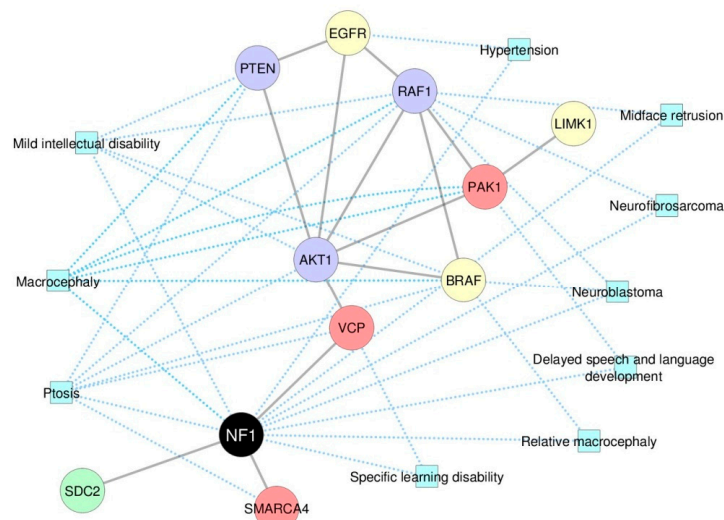 EGFR
Hypertension
PTEN
RAF1
LIMK1
Midface retrusion
Mild intellectual disability
PAK1
Neurofibrosarcoma
AKT1
Macrocephaly
BRAF
Neuroblastoma
VCP
Delayed speech and language
development
Ptosis
NF1
Relative macrocephaly
Specific learning disability
SDC2
SMARCA4